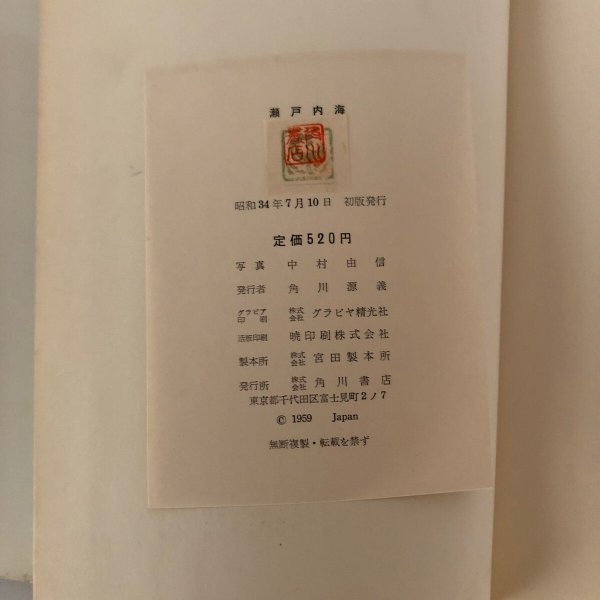 瀬戸内海
昭和34年7月10日 初版発行
定価520円
写真 中村由信
発行者 角川源義
グラビア印刷 株式会社 グラビヤ精光社
活版印刷 暁印刷株式会社
製本所 株式会社 宮田製本所
発行所 株式会社 角川書店
東京都千代田区富士見町2ノ7
© 1959 Japan
無断複製・転載を禁ず